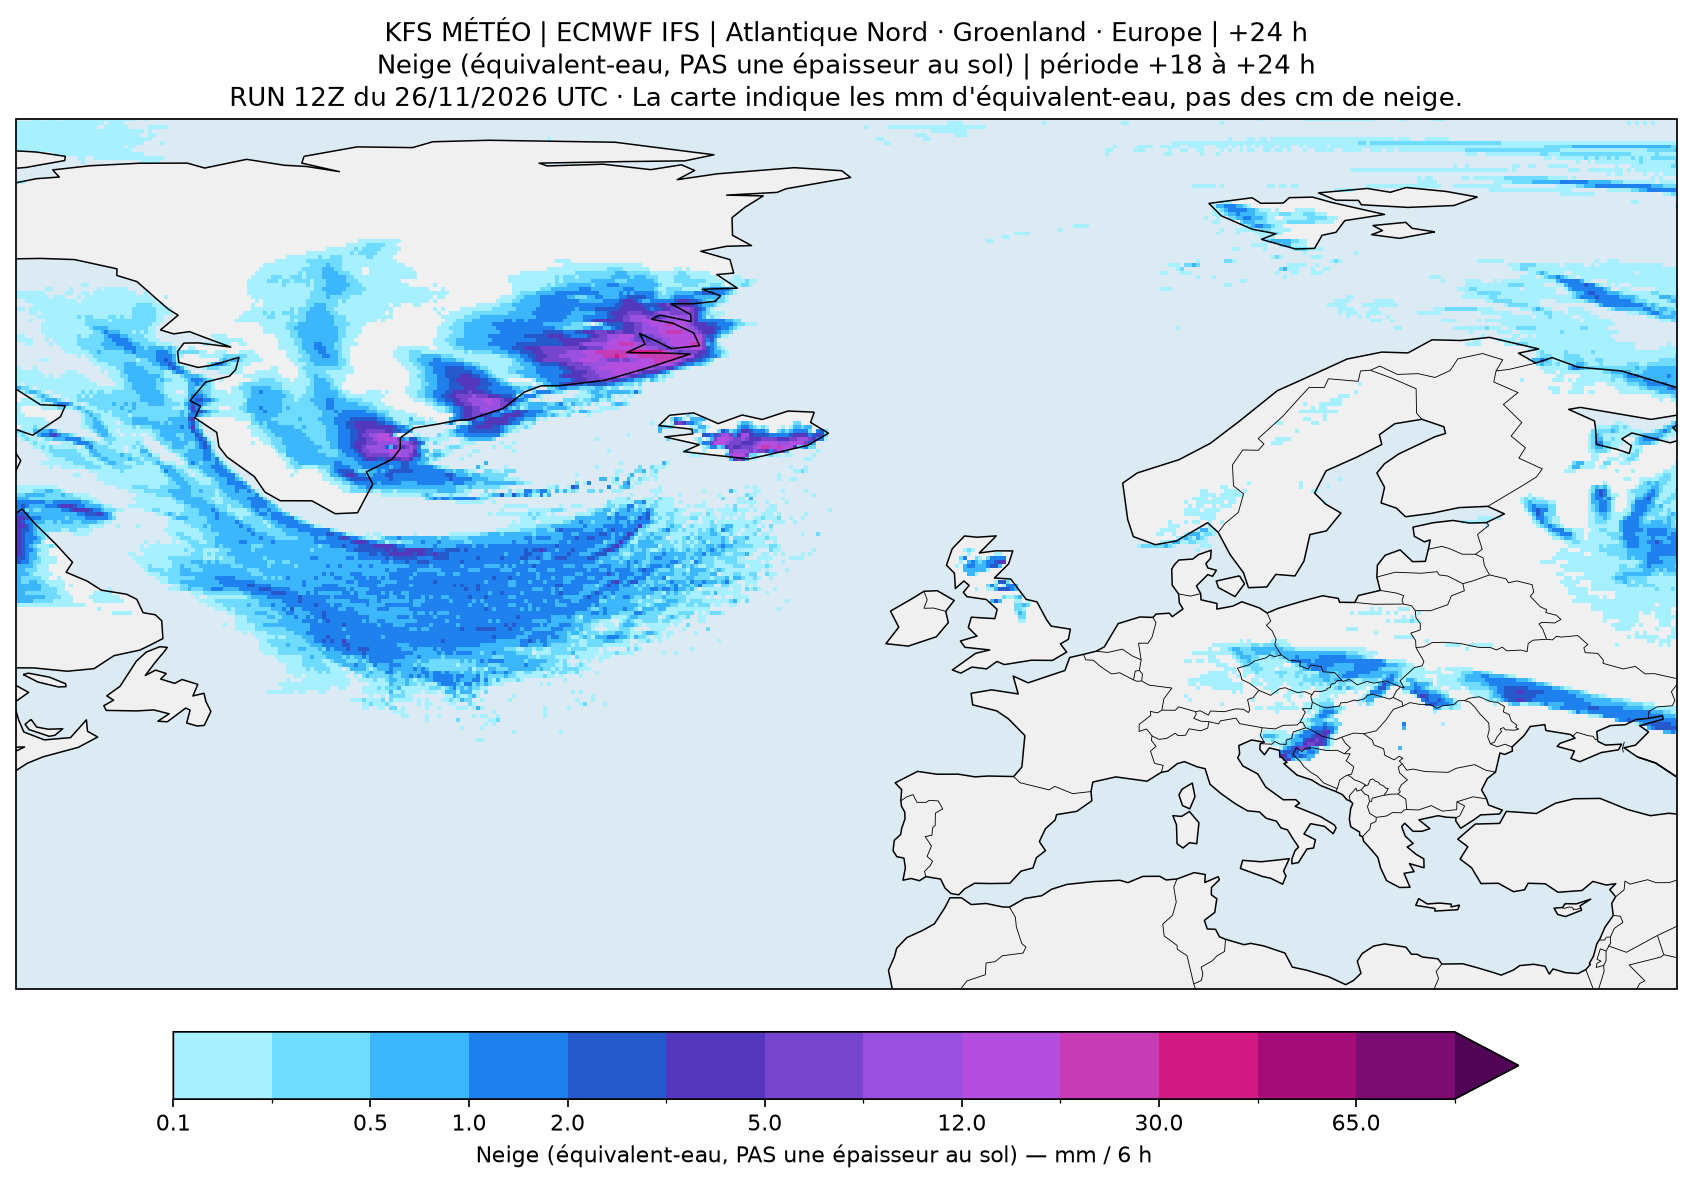 KFS MÉTÉO | ECMWF IFS | Atlantique Nord · Groenland · Europe | +24 h
Neige (équivalent-eau, PAS une épaisseur au sol) | période +18 à +24 h
RUN 12Z du 26/11/2026 UTC · La carte indique les mm d'équivalent-eau, pas des cm de neige.
0.1 0.5 1.0 2.0 5.0 12.0 30.0 65.0
Neige (équivalent-eau, PAS une épaisseur au sol) — mm / 6 h